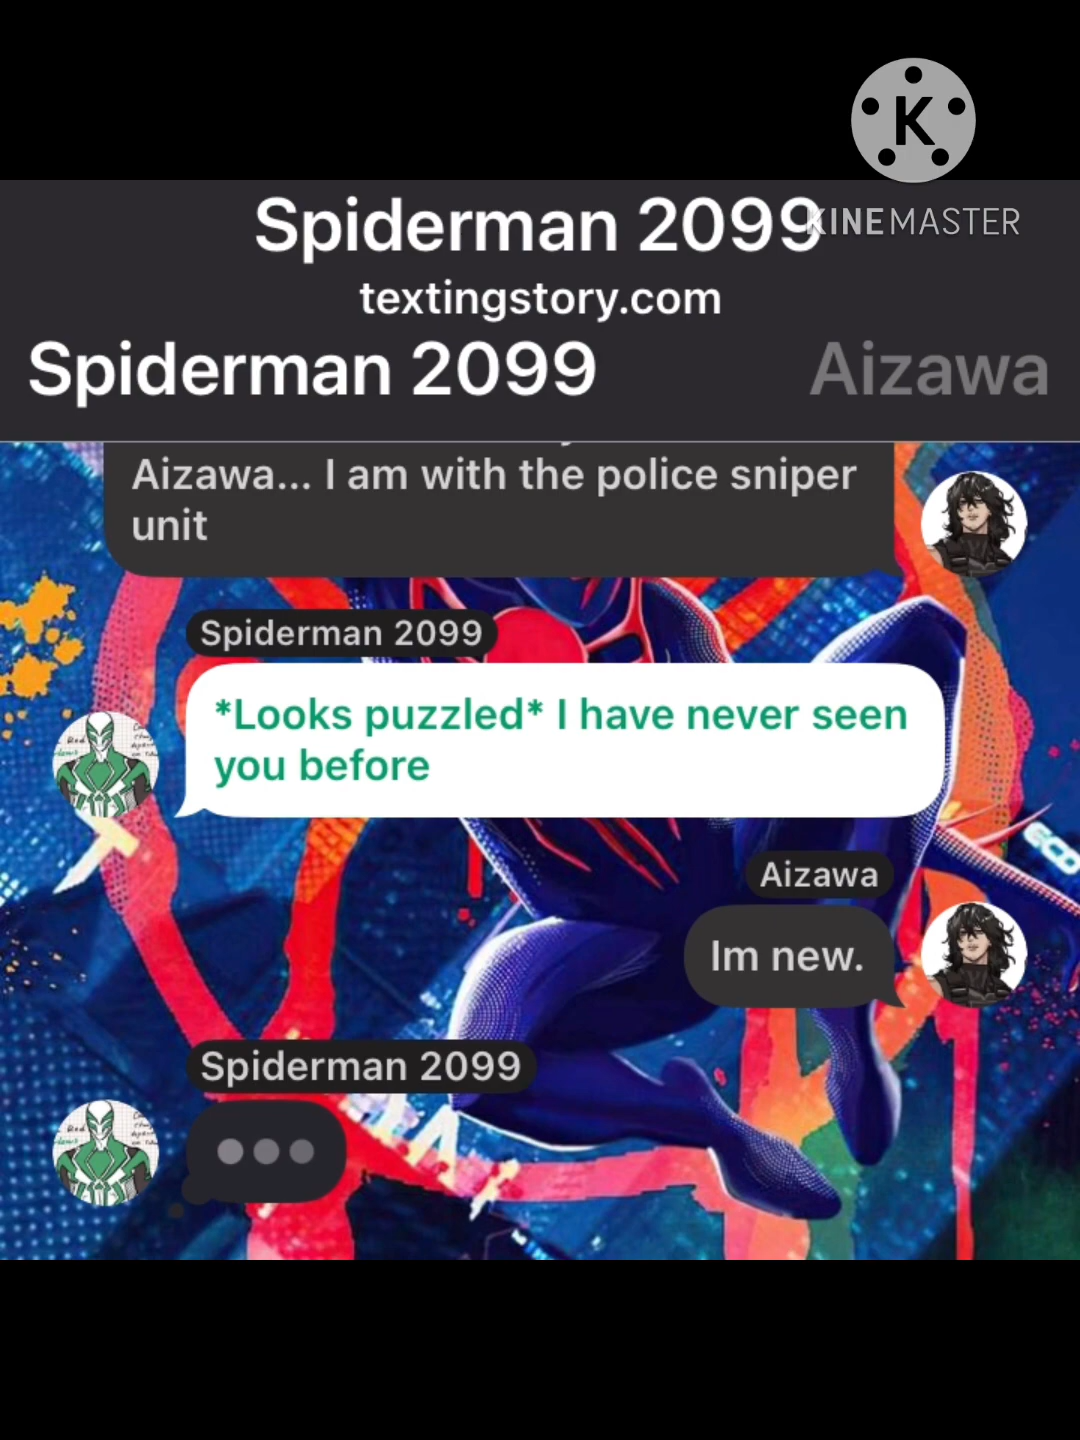 K
KINEMASTER
Spiderman 2099
textingstory.com
Spiderman 2099
Aizawa
Aizawa... I am with the police sniper
unit
Spiderman 2099
*Looks puzzled* I have never seen
you before
Aizawa
Im new.
Spiderman 2099